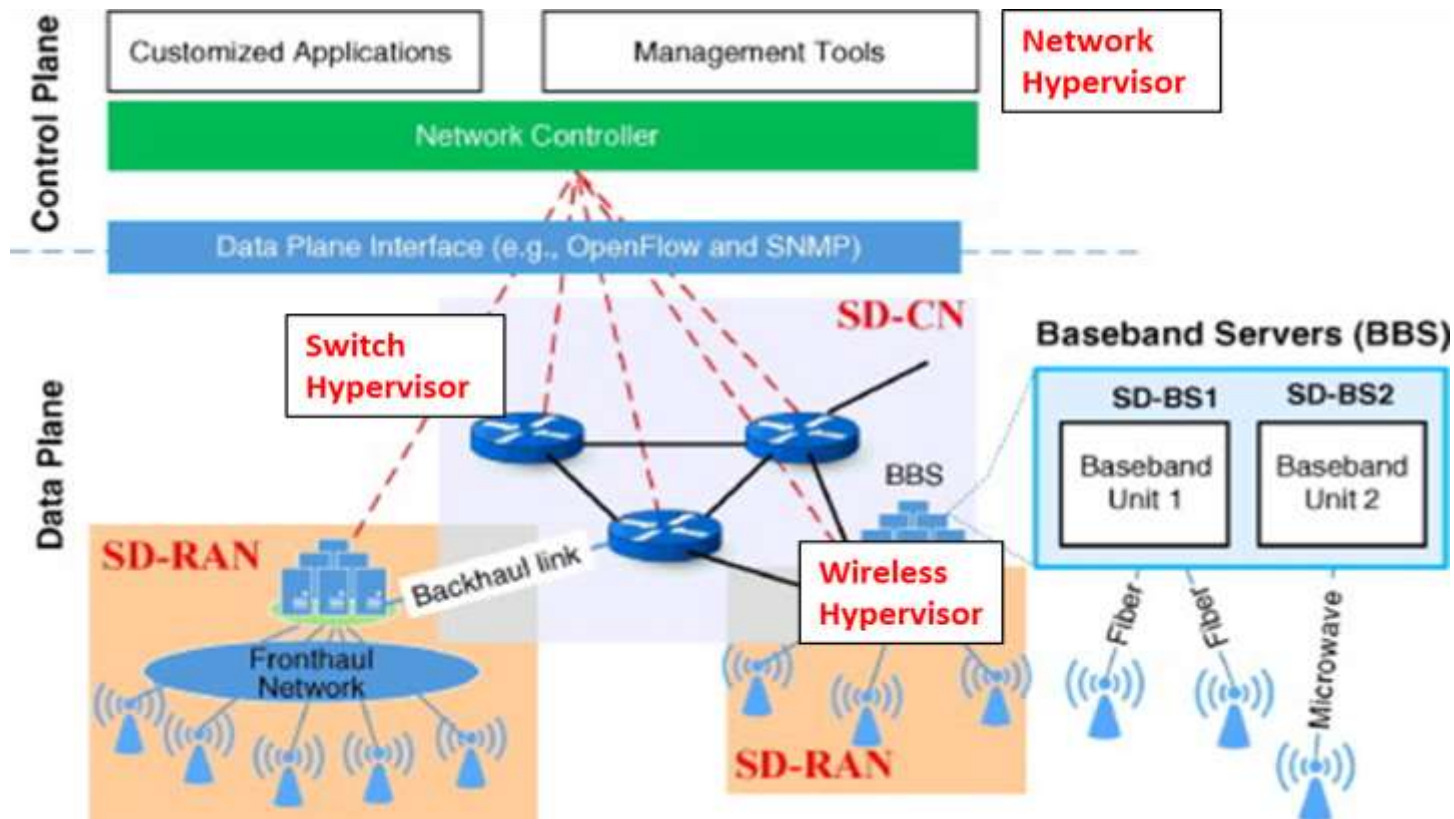 Control Plane
Customized Applications
Management Tools
Network
Hypervisor
Network Controller
Data Plane Interface (e.g., OpenFlow and SNMP)
Data Plane
SD-CN
Switch
Hypervisor
Baseband Servers (BBS)
SD-BS1
SD-BS2
Baseband
Unit 1
Baseband
Unit 2
BBS
SD-RAN
Backhaul link
Wireless
Hypervisor
Fronthaul
Network
Fiber
Fiber
Microwave
SD-RAN